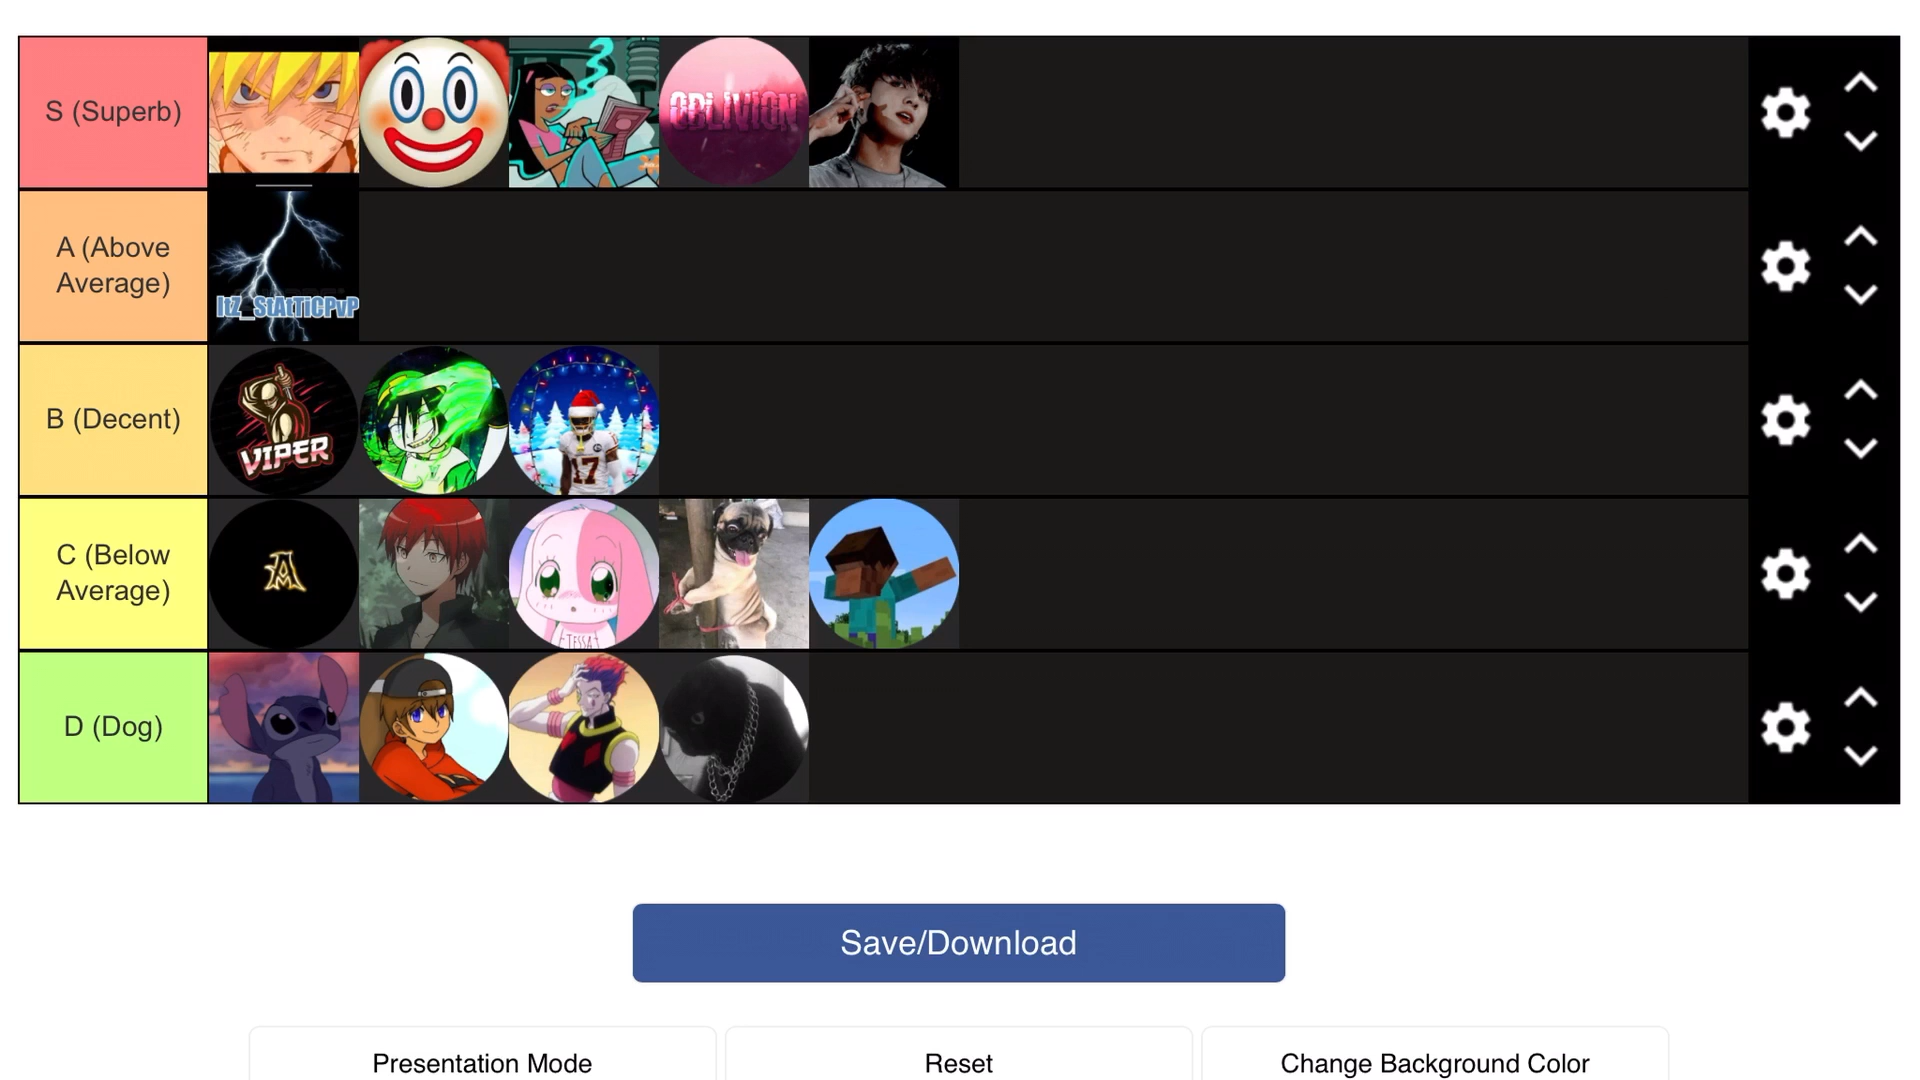 S (Superb)
OBLIVION
A (Above
Average)
ItZ_StAtTiCPvP
B (Decent)
VIPER
17
C (Below
Average)
A
TESSA
D (Dog)
Save/Download
Presentation Mode
Reset
Change Background Color